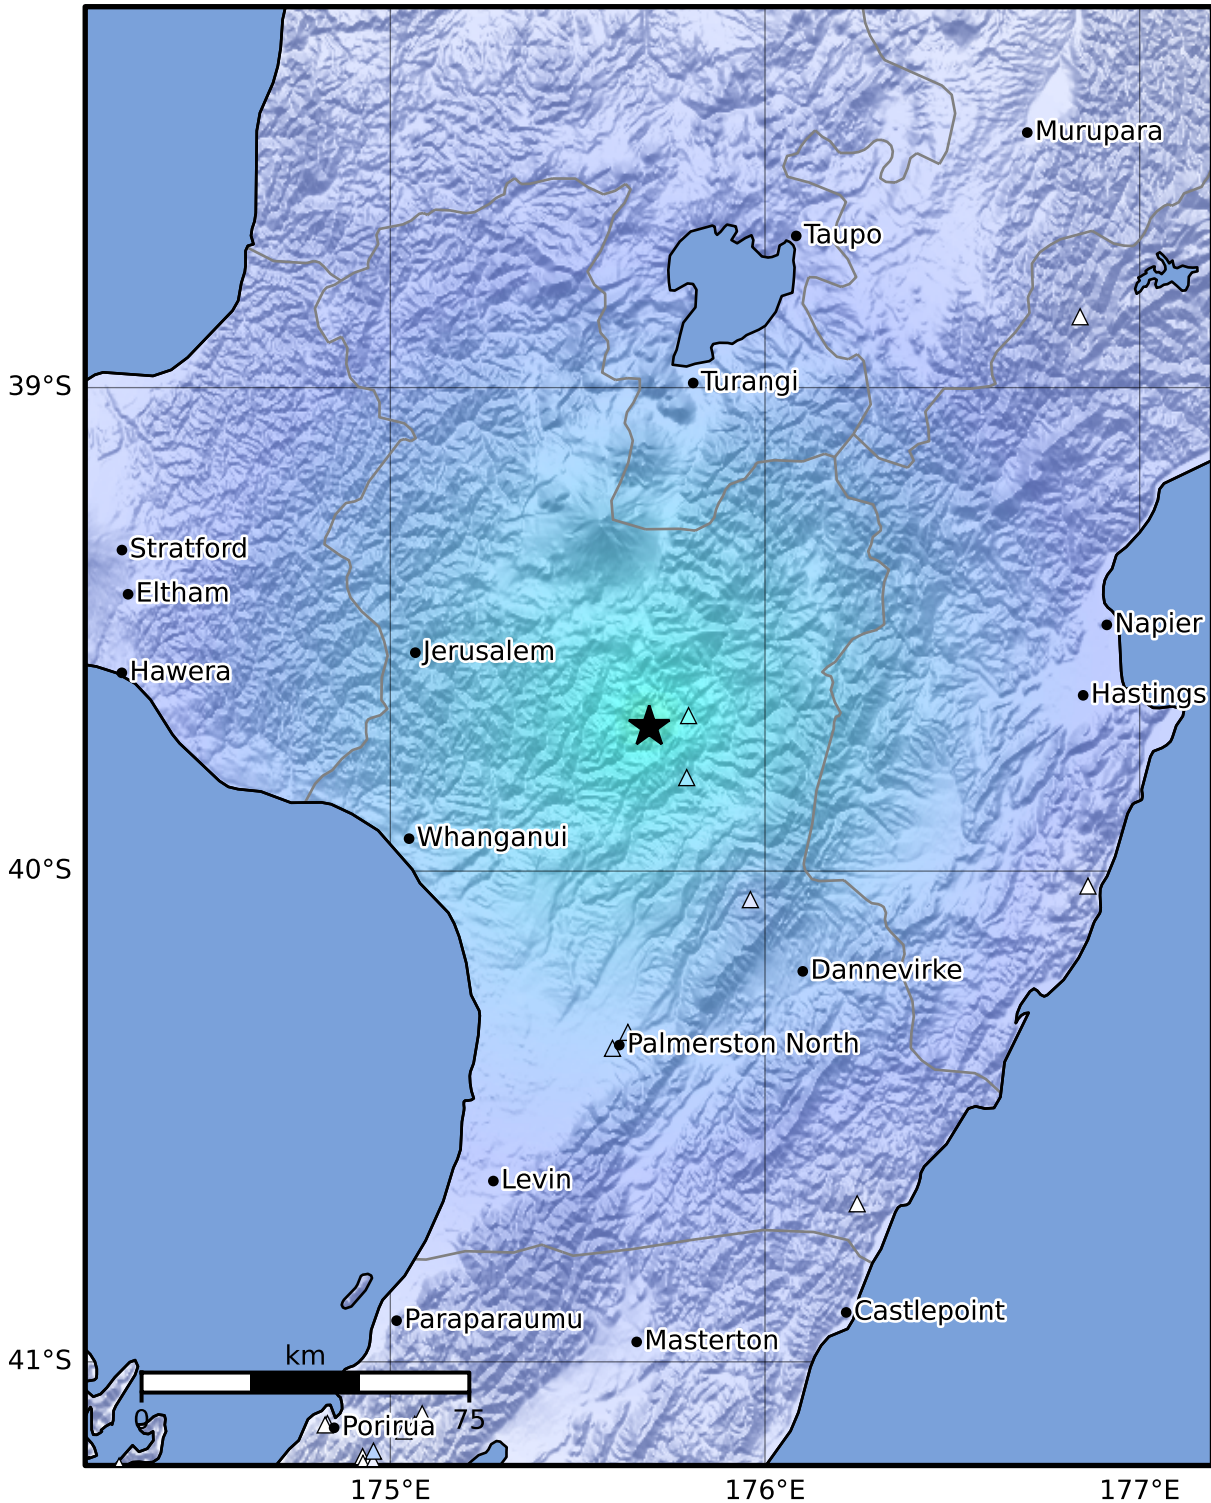 Murupara
Taupo
39°S
Turangi
Stratford
Eltham
Napier
Jerusalem
Hawera
Hastings
Whanganui
40°S
Dannevirke
Palmerston North
Levin
Castlepoint
Paraparaumu
Masterton
km
41°S
0
75
Porirua
175°E
176°E
177°E